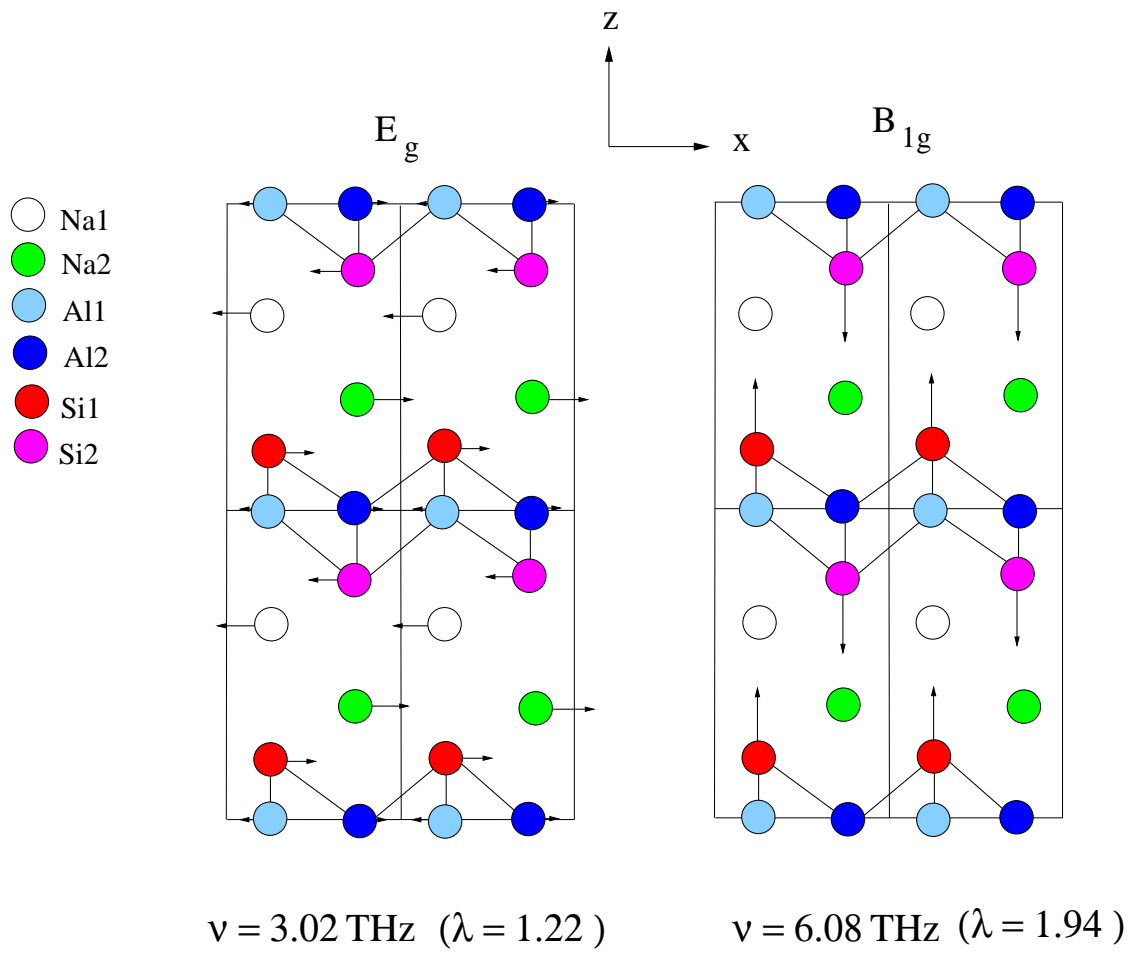 z
x
E g
B 1g
Na1
Na2
Al1
Al2
Si1
Si2
ν = 3.02 THz (λ = 1.22 )
ν = 6.08 THz (λ = 1.94 )